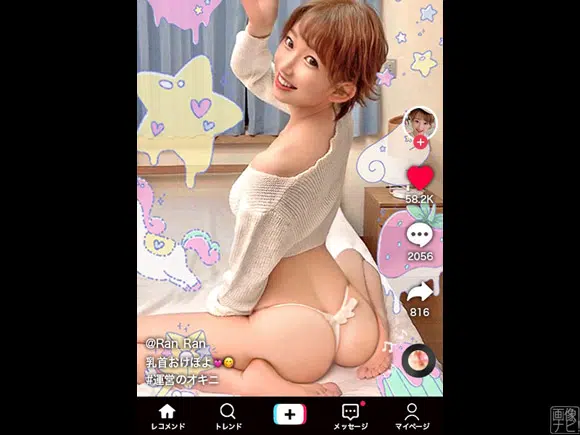 58.2K
2056
816
@Ran_Ran.
乳首おけぽよ💗😋
#運営のオキニ
レコメンド
トレンド
メッセージ
マイページ
画像
ナビ